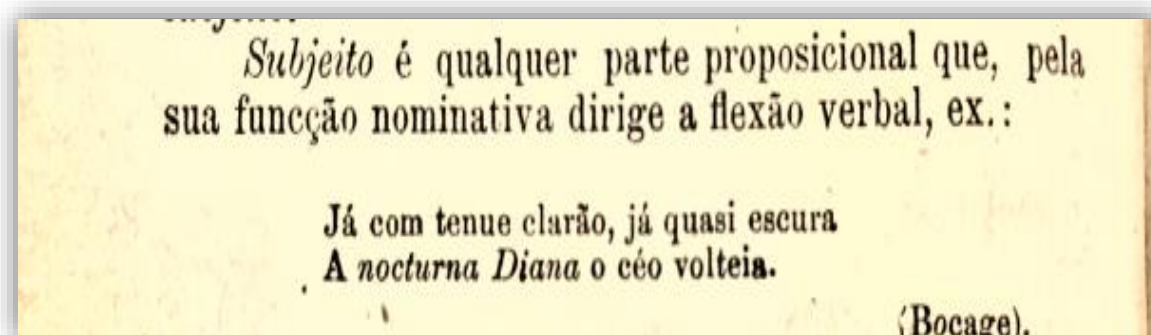 Subjeito é qualquer parte proposicional que, pela
sua funcção nominativa dirige a flexão verbal, ex.:
Já com tenue clarão, já quasi escura
A nocturna Diana o céo volteia.
(Bocage).